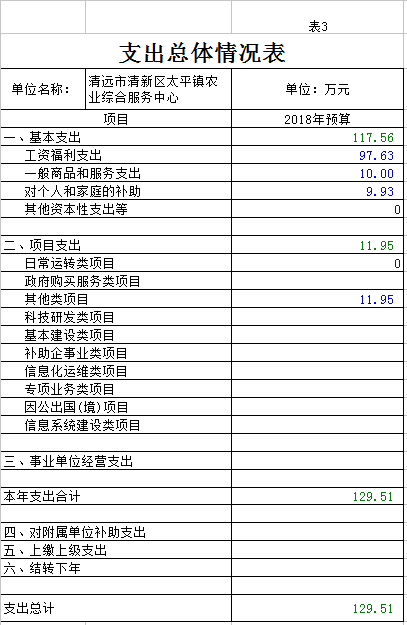 表3
支出总体情况表
单位名称： 清远市清新区太平镇农业综合服务中心 单位：万元
项目 2018年预算
一、基本支出 117.56
工资福利支出 97.63
一般商品和服务支出 10.00
对个人和家庭的补助 9.93
其他资本性支出等 0
二、项目支出 11.95
日常运转类项目 0
政府购买服务类项目
其他类项目 11.95
科技研发类项目
基本建设类项目
补助企事业类项目
信息化运维类项目
专项业务类项目
因公出国(境)项目
信息系统建设类项目
三、事业单位经营支出
本年支出合计 129.51
四、对附属单位补助支出
五、上缴上级支出
六、结转下年
支出总计 129.51